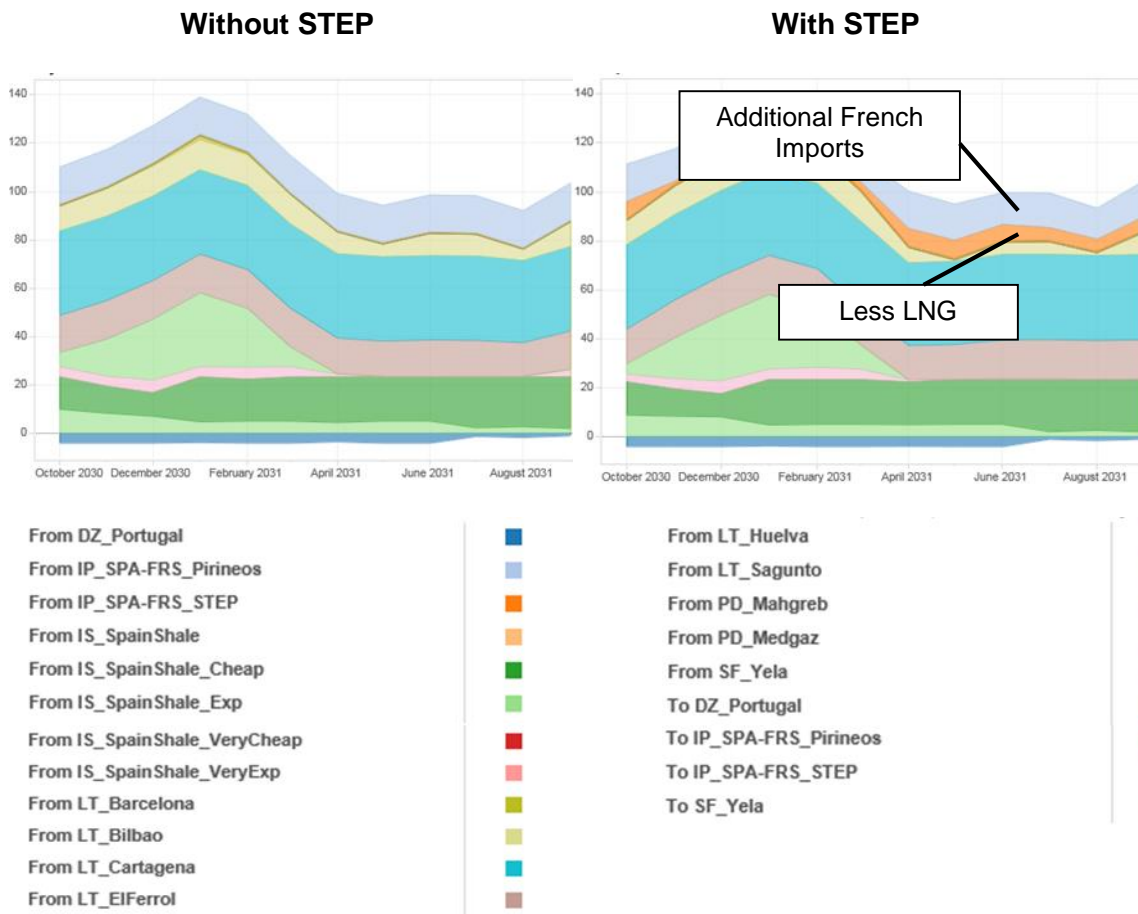 Without STEP
With STEP
140
120
100
80
60
40
20
0
October 2030 December 2030 February 2031 April 2031 June 2031 August 2031
140
120
100
80
60
40
20
0
October 2030 December 2030 February 2031 April 2031 June 2031 August 2031
Additional French
Imports
Less LNG
From DZ_Portugal
From IP_SPA-FRS_Pirineos
From IP_SPA-FRS_STEP
From IS_SpainShale
From IS_SpainShale_Cheap
From IS_SpainShale_Exp
From IS_SpainShale_VeryCheap
From IS_SpainShale_VeryExp
From LT_Barcelona
From LT_Bilbao
From LT_Cartagena
From LT_ElFerrol
From LT_Huelva
From LT_Sagunto
From PD_Mahgreb
From PD_Medgaz
From SF_Yela
To DZ_Portugal
To IP_SPA-FRS_Pirineos
To IP_SPA-FRS_STEP
To SF_Yela